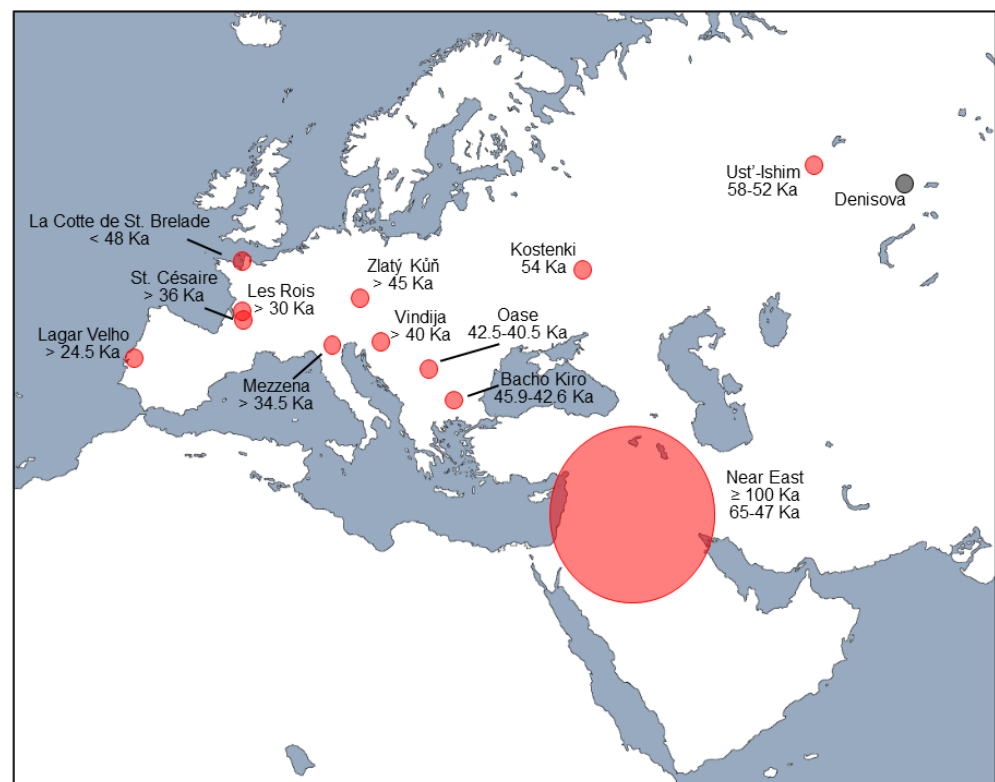 Ust'-Ishim
58-52 Ka
Denisova
La Cotte de St. Brelade
< 48 Ka
Kostenki
54 Ka
Zlatý Kůň
> 45 Ka
St. Césaire
> 36 Ka
Les Rois
> 30 Ka
Vindija
> 40 Ka
Oase
42.5-40.5 Ka
Lagar Velho
> 24.5 Ka
Mezzena
> 34.5 Ka
Bacho Kiro
45.9-42.6 Ka
Near East
≥ 100 Ka
65-47 Ka